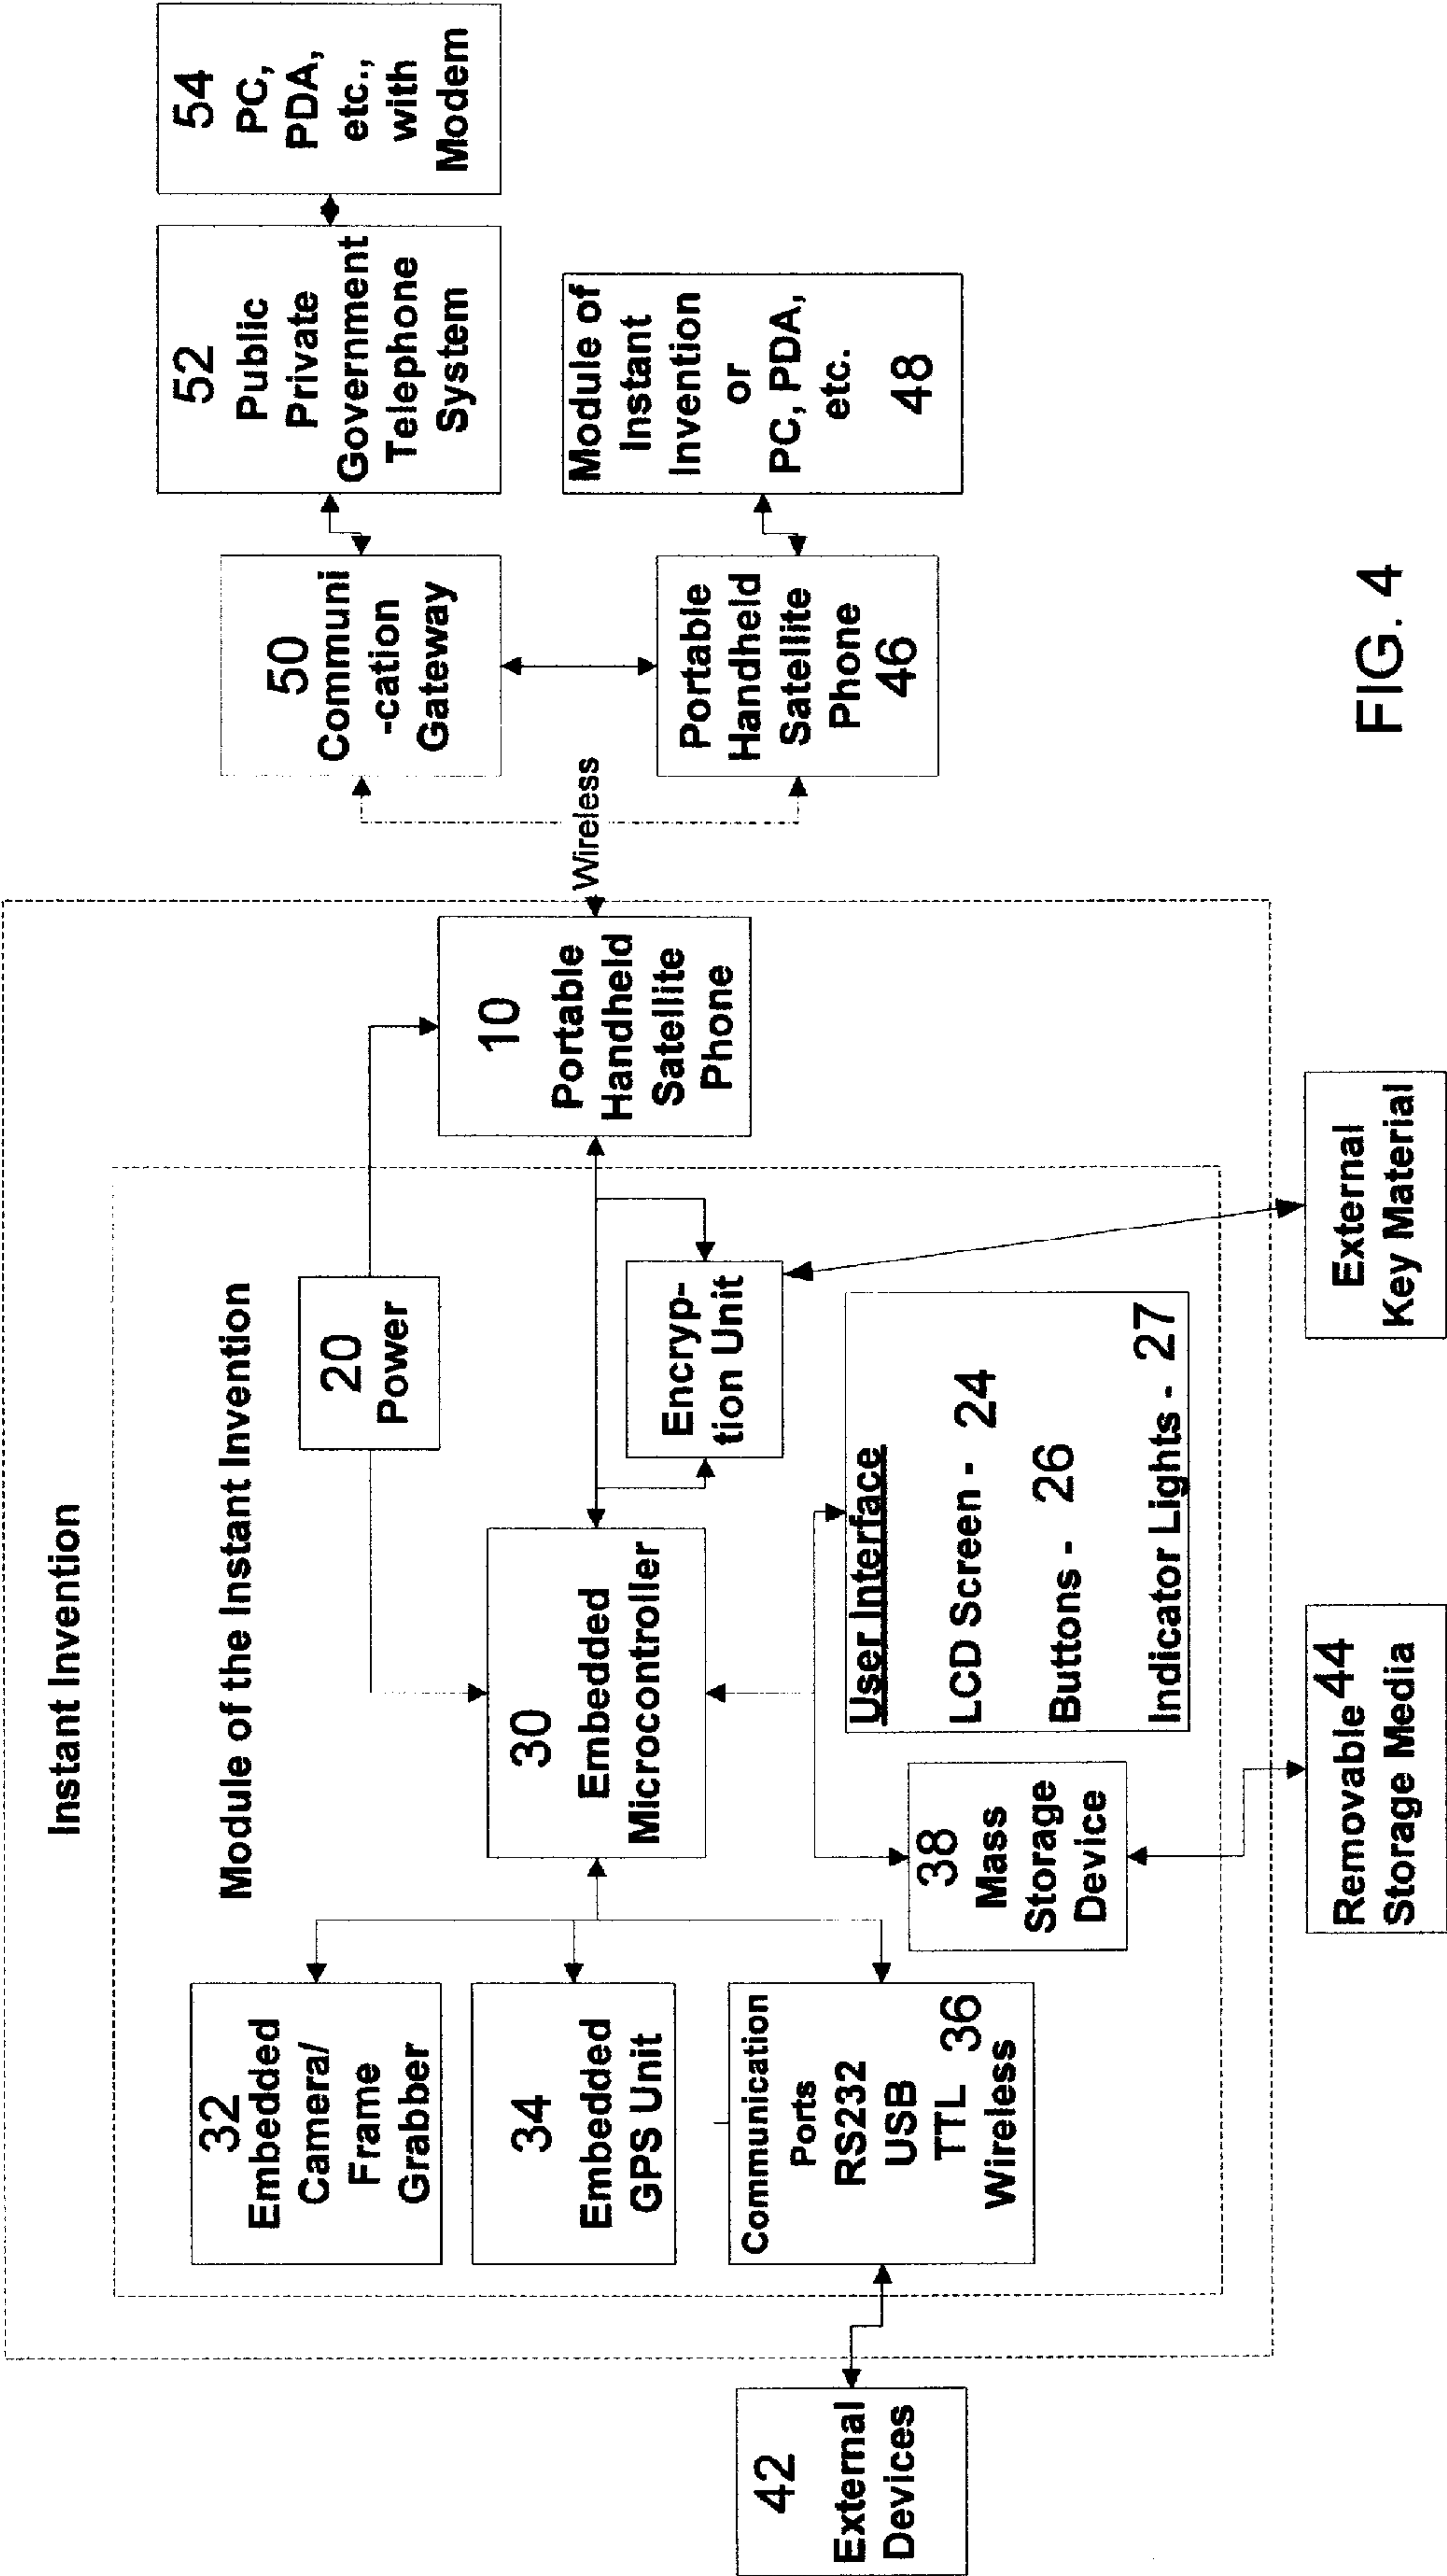 Instant Invention
Module of the Instant Invention
32
Embedded
Camera/
Frame
Grabber
34
Embedded
GPS Unit
Communication
Ports
RS232
USB
TTL 36
Wireless
42
External
Devices
30
Embedded
Microcontroller
20
Power
Encryp-
tion Unit
38
Mass
Storage
Device
User Interface
LCD Screen - 24
Buttons - 26
Indicator Lights - 27
Removable 44
Storage Media
External
Key Material
10
Portable
Handheld
Satellite
Phone
Wireless
50
Communi
-cation
Gateway
Portable
Handheld
Satellite
Phone
46
52
Public
Private
Government
Telephone
System
54
PC,
PDA,
etc.,
with
Modem
Module of
Instant
Invention
or
PC, PDA,
etc.
48
FIG. 4